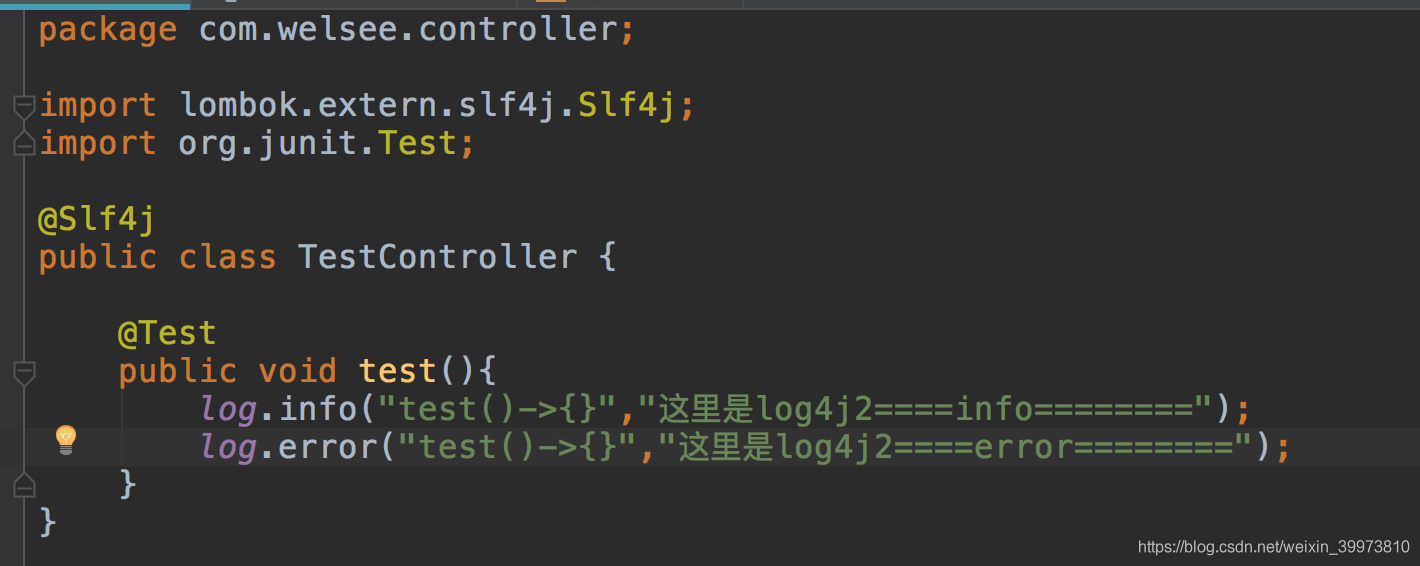 package com.welsee.controller;
import lombok.extern.slf4j.Slf4j;
import org.junit.Test;
@Slf4j
public class TestController {
@Test
public void test(){
log.info("test()->{}","这里是log4j2====info========");
log.error("test()->{}","这里是log4j2====error========");
}
}
https://blog.csdn.net/weixin_39973810